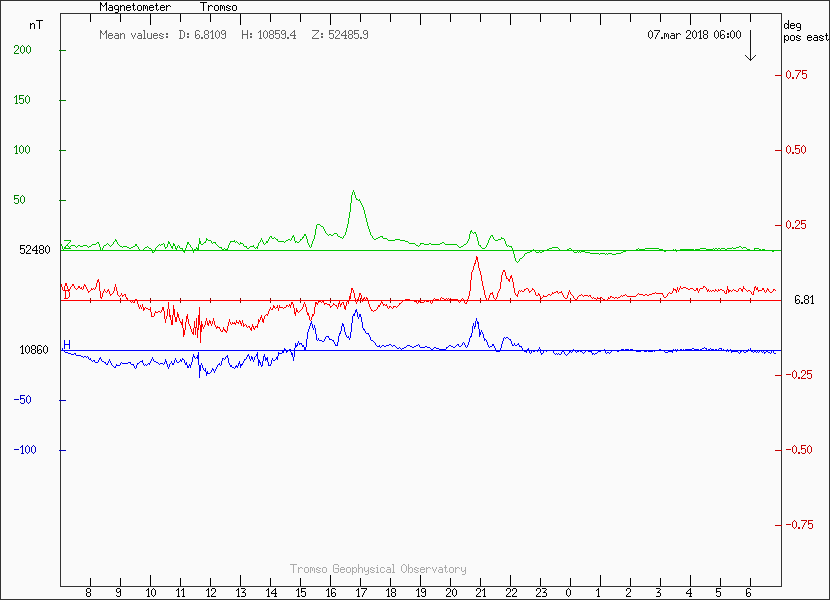 Magnetometer Tromso
nT deg
Mean values: D: 6.8109 H: 10859.4 Z: 52485.9 07.mar 2018 06:00 pos east
200
0.75
150
100 0.50
50
0.25
Z
52480
D 6.81
H
10860
-0.25
-50
-100 -0.50
-0.75
Tromso Geophysical Observatory
8 9 10 11 12 13 14 15 16 17 18 19 20 21 22 23 0 1 2 3 4 5 6